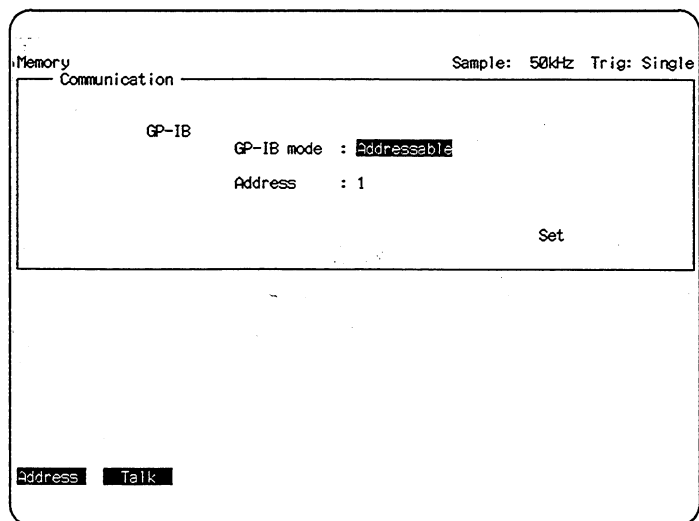 Memory Sample: 50kHz Trig: Single
Communication
GP-IB
GP-IB mode : Addressable
Address : 1
Set
Address Talk